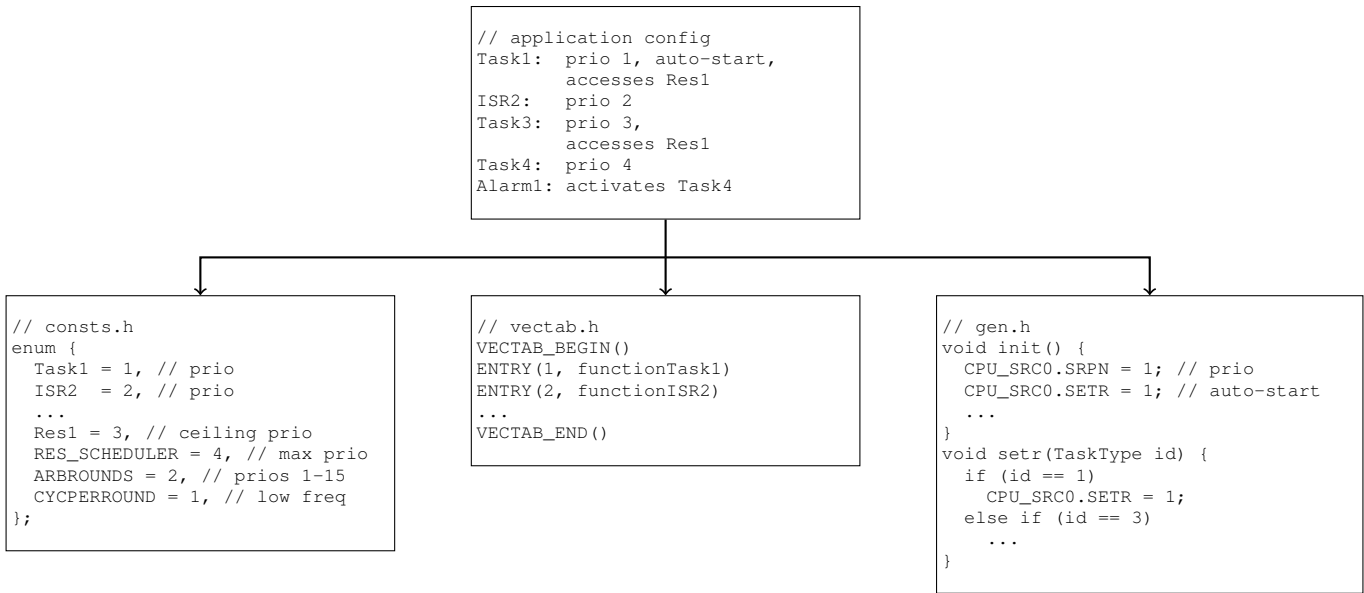 // application config
Task1:  prio 1, auto-start,
        accesses Res1
ISR2:   prio 2
Task3:  prio 3,
        accesses Res1
Task4:  prio 4
Alarm1: activates Task4
// consts.h
enum {
  Task1 = 1, // prio
  ISR2  = 2, // prio
  ...
  Res1 = 3, // ceiling prio
  RES_SCHEDULER = 4, // max prio
  ARBROUNDS = 2, // prios 1-15
  CYCPERROUND = 1, // low freq
};
// vectab.h
VECTAB_BEGIN()
ENTRY(1, functionTask1)
ENTRY(2, functionISR2)
...
VECTAB_END()
// gen.h
void init() {
  CPU_SRC0.SRPN = 1; // prio
  CPU_SRC0.SETR = 1; // auto-start
  ...
}
void setr(TaskType id) {
  if (id == 1)
    CPU_SRC0.SETR = 1;
  else if (id == 3)
    ...
}